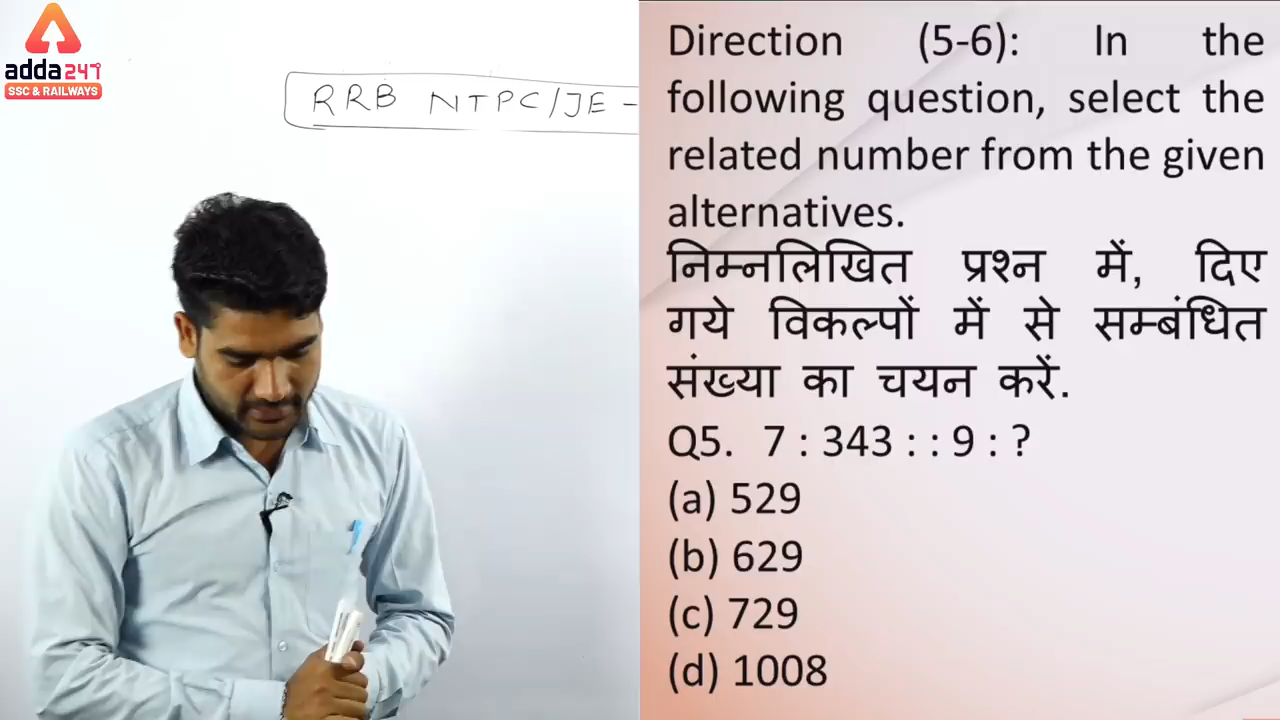 adda247
SSC & RAILWAYS
RRB NTPC/JE -
Direction (5-6): In the
following question, select the
related number from the given
alternatives.
निम्नलिखित प्रश्न में, दिए
गये विकल्पों में से सम्बंधित
संख्या का चयन करें.
Q5. 7 : 343 : : 9 : ?
(a) 529
(b) 629
(c) 729
(d) 1008